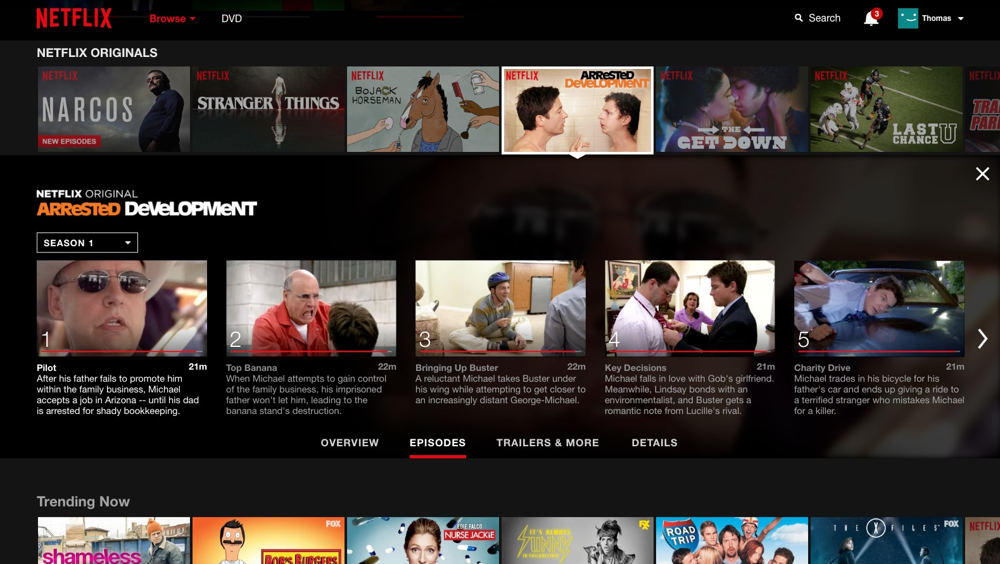 NETFLIX
Browse
DVD
Search
3
Thomas
NETFLIX ORIGINALS
NETFLIX
NARCOS
NEW EPISODES
NETFLIX
STRANGER THINGS
NETFLIX
BOJACK
HORSEMAN
NETFLIX
ARReSTeD
DeVeLOPMeNT
NETFLIX
THE
GET DOWN
NETFLIX
LAST
CHANCE U
NETFLIX ORIGINAL
ARReSTeD DeVeLOPMeNT
SEASON 1
1
2
3
4
5
Pilot 21m
After his father fails to promote him
within the family business, Michael
accepts a job in Arizona -- until his dad
is arrested for shady bookkeeping.
Top Banana 22m
When Michael attempts to gain control
of the family business, his imprisoned
father won't let him, leading to the
banana stand's destruction.
Bringing Up Buster 22m
A reluctant Michael takes Buster under
his wing while attempting to get closer to
an increasingly distant George-Michael.
Key Decisions 21m
Michael falls in love with Gob's girlfriend.
Meanwhile, Lindsay bonds with an
environmentalist, and Buster gets a
romantic note from Lucille's rival.
Charity Drive 21m
Michael trades in his bicycle for his
father's car and ends up giving a ride to
a terrified stranger who mistakes Michael
for a killer.
OVERVIEW
EPISODES
TRAILERS & MORE
DETAILS
Trending Now
shameless
FOX
BOB'S BURGERS
EDIE FALCO
NURSE JACKIE
IT'S ALWAYS
SUNNY
IN PHILADELPHIA
FX
ROAD
TRIP
THE X FILES
FOX